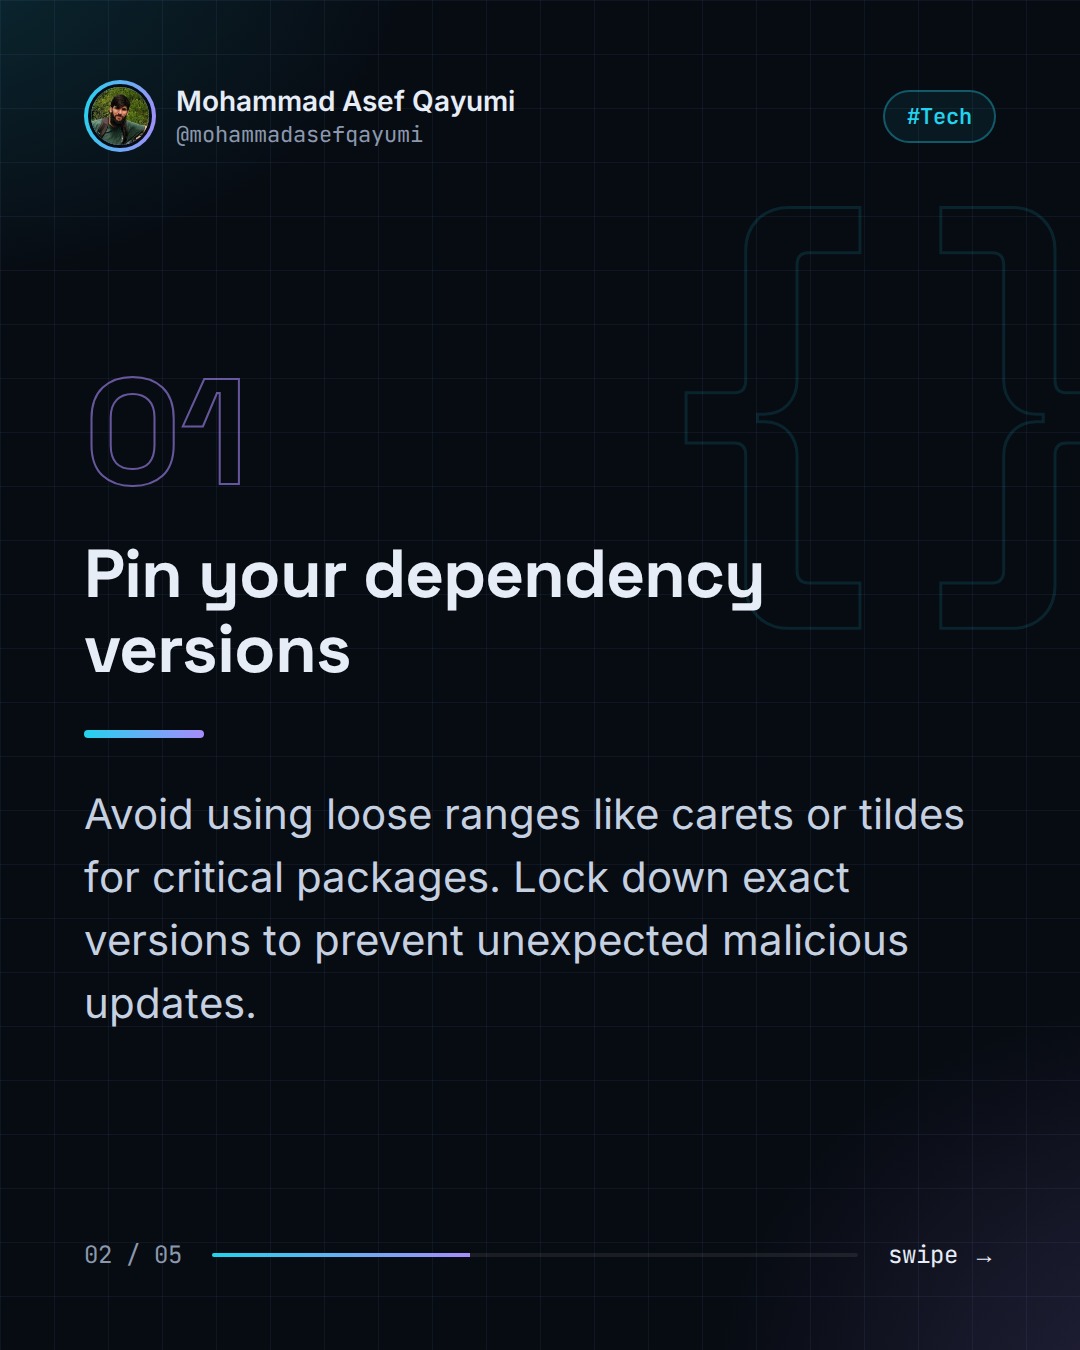 Mohammad Asef Qayumi
@mohammadasefqayumi
#Tech
{}
01
Pin your dependency
versions
Avoid using loose ranges like carets or tildes
for critical packages. Lock down exact
versions to prevent unexpected malicious
updates.
02 / 05
swipe →